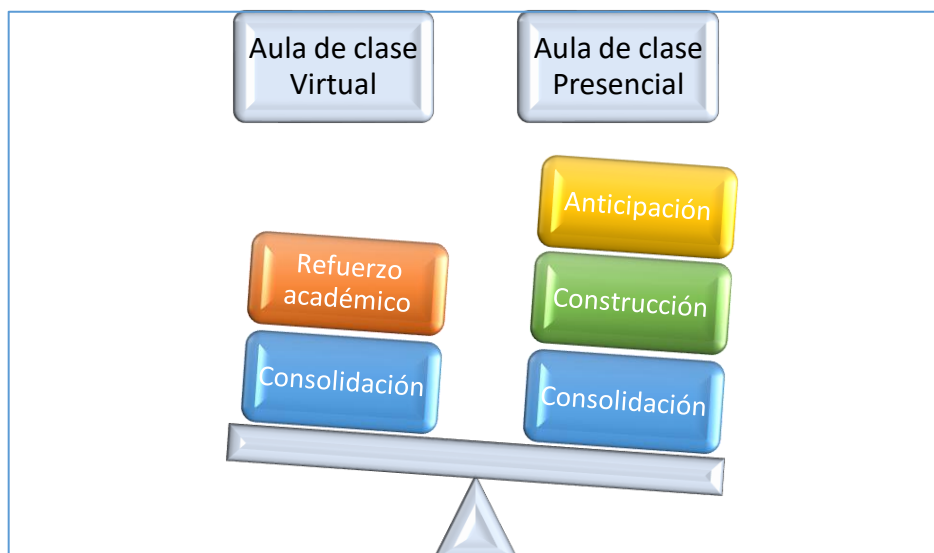 Aula de clase
Virtual
Aula de clase
Presencial
Refuerzo
académico
Consolidación
Anticipación
Construcción
Consolidación